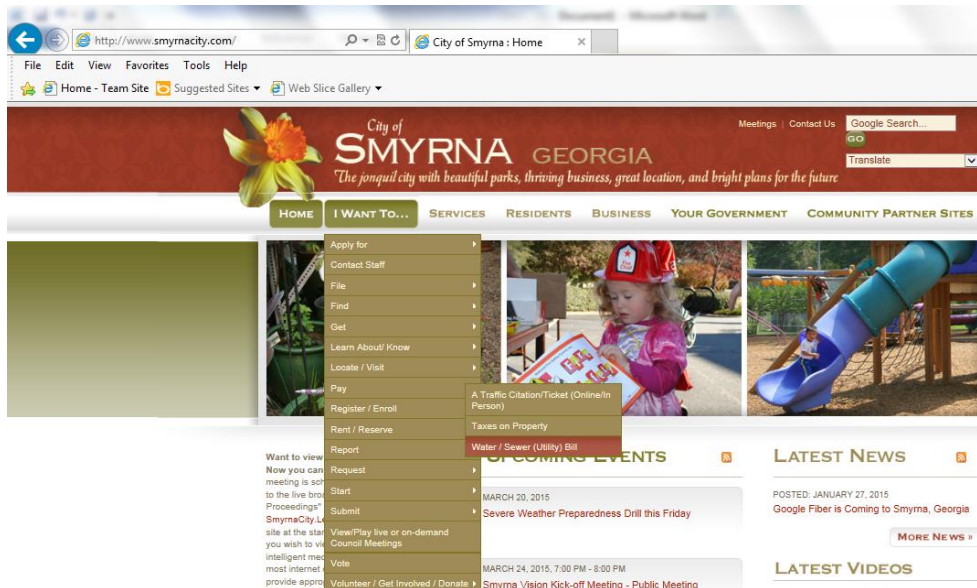 http://www.smyrnacity.com/
City of Smyrna : Home
File Edit View Favorites Tools Help
Home - Team Site Suggested Sites Web Slice Gallery
Meetings | Contact Us Google Search...
GO
Translate
City of
SMYRNA GEORGIA
The jonquil city with beautiful parks, thriving business, great location, and bright plans for the future
HOME I WANT TO... SERVICES RESIDENTS BUSINESS YOUR GOVERNMENT COMMUNITY PARTNER SITES
Apply for
Contact Staff
File
Find
Get
Learn About/ Know
Locate / Visit
Pay
Register / Enroll
Rent / Reserve
Report
Request
Start
Submit
View/Play live or on-demand
Council Meetings
Vote
Volunteer / Get Involved / Donate
A Traffic Citation/Ticket (Online/In
Person)
Taxes on Property
Water / Sewer (Utility) Bill
Want to view
Now you can
meeting is
to the live
Proceedings"
site at the
you wish to
intelligent
most internet
provide
UPCOMING EVENTS
MARCH 20, 2015
Severe Weather Preparedness Drill this Friday
MARCH 24, 2015, 7:00 PM - 8:00 PM
Smyrna Vision Kick-off Meeting - Public Meeting
LATEST NEWS
POSTED: JANUARY 27, 2015
Google Fiber is Coming to Smyrna, Georgia
MORE NEWS »
LATEST VIDEOS